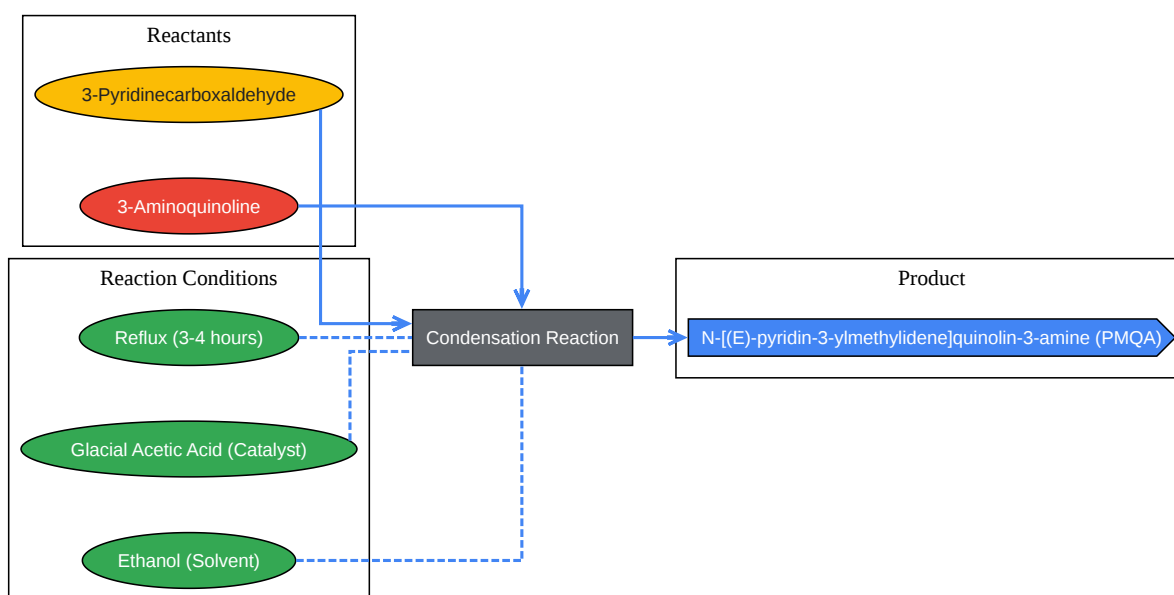 Reactants
3-Pyridinecarboxaldehyde
3-Aminoquinoline
Reaction Conditions
Reflux (3-4 hours)
Glacial Acetic Acid (Catalyst)
Ethanol (Solvent)
Condensation Reaction
Product
N-[(E)-pyridin-3-ylmethylidene]quinolin-3-amine (PMQA)